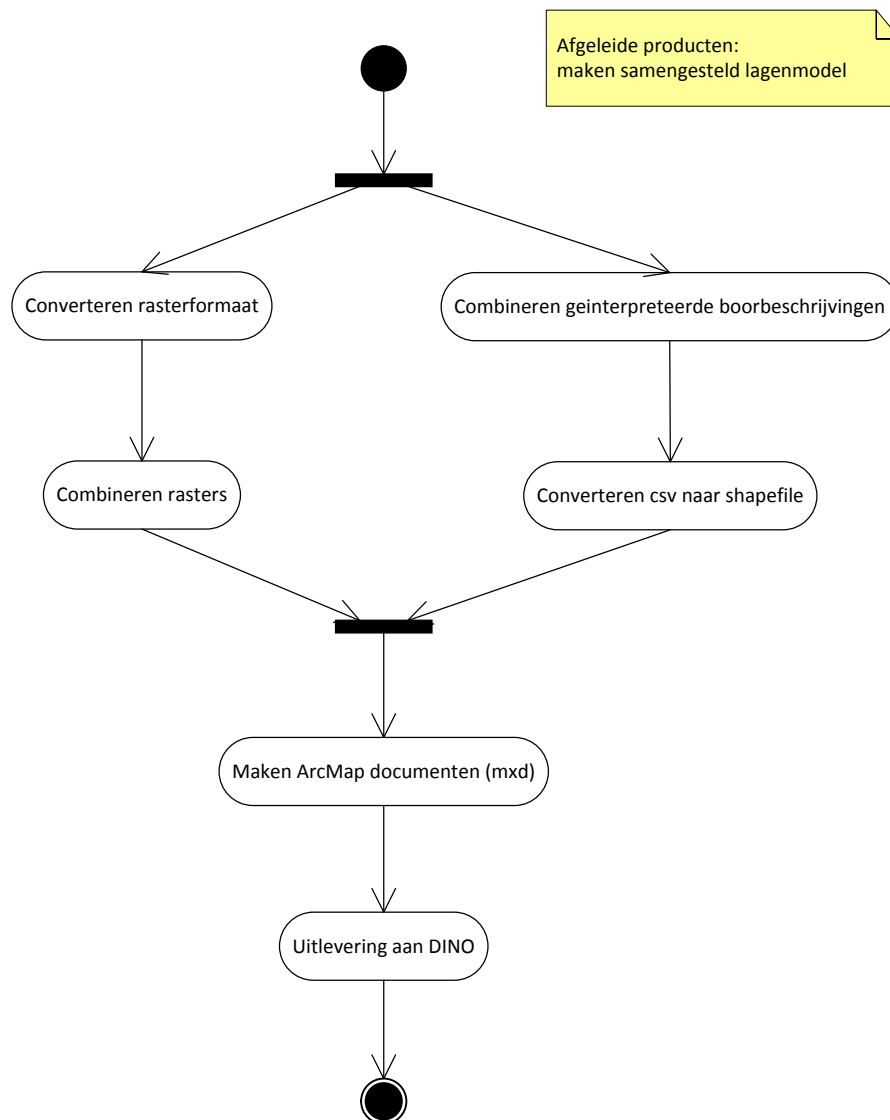 Afgeleide producten:
maken samengesteld lagenmodel
Converteren rasterformaat
Combineren geinterpreteerde boorbeschrijvingen
Combineren rasters
Converteren csv naar shapefile
Maken ArcMap documenten (mxd)
Uitlevering aan DINO